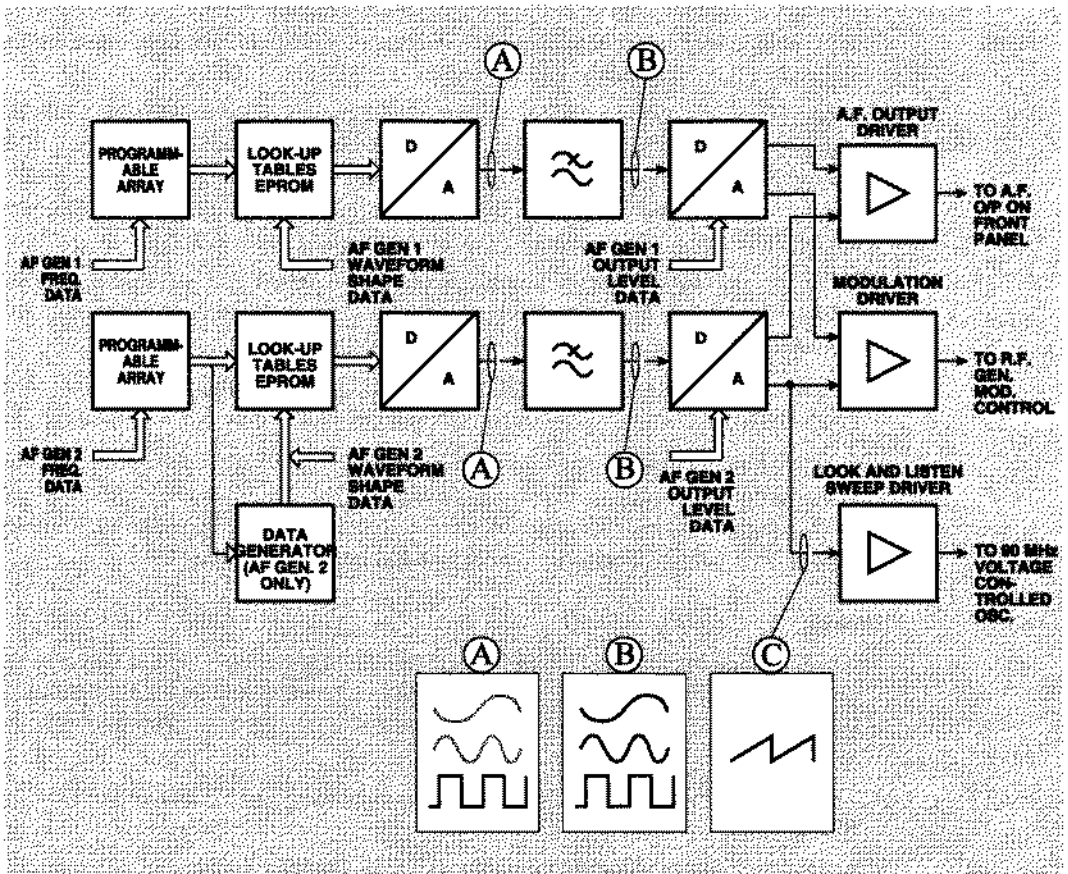 A
B
A.F. OUTPUT
DRIVER
PROGRAMM-
ABLE
ARRAY
LOOK-UP
TABLES
EPROM
D
A
D
A
TO A.F.
O/P ON
FRONT
PANEL
AF GEN 1
FREQ.
DATA
AF GEN 1
WAVEFORM
SHAPE
DATA
AF GEN 1
OUTPUT
LEVEL
DATA
MODULATION
DRIVER
PROGRAMM-
ABLE
ARRAY
LOOK-UP
TABLES
EPROM
D
A
D
A
TO R.F.
GEN.
MOD.
CONTROL
AF GEN 2
FREQ.
DATA
AF GEN 2
WAVEFORM
SHAPE
DATA
A
B
AF GEN 2
OUTPUT
LEVEL
DATA
LOOK AND LISTEN
SWEEP DRIVER
DATA
GENERATOR
(AF GEN. 2
ONLY)
TO 90 MHz
VOLTAGE
CON-
TROLLED
OSC.
A
B
C